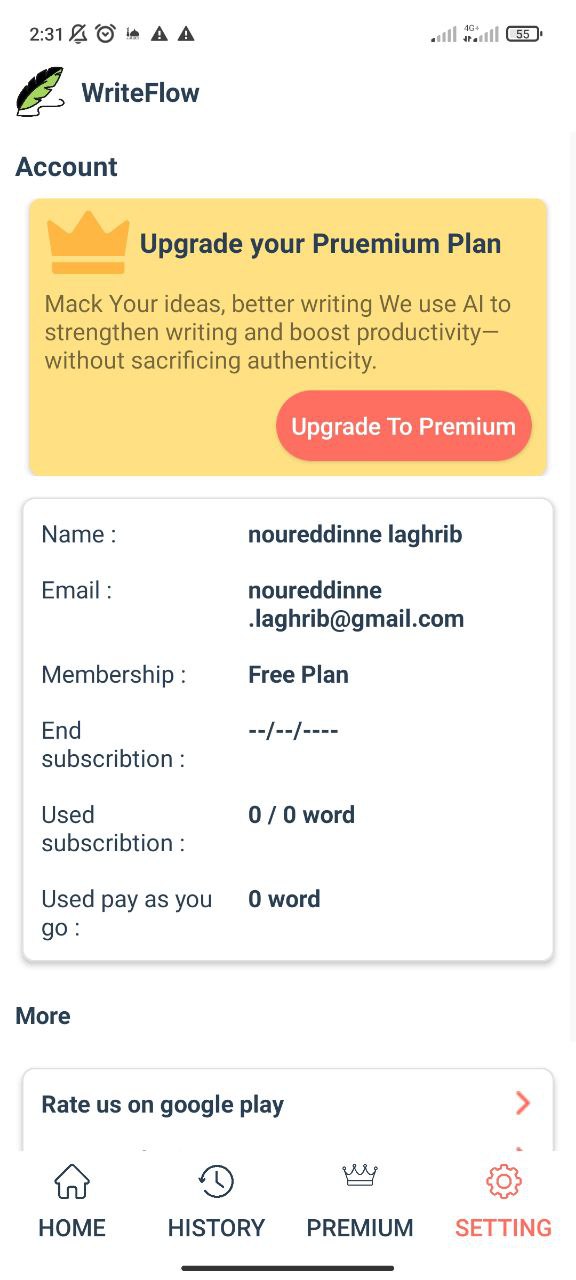 2:31
4G+
55
WriteFlow
Account
Upgrade your Pruemium Plan
Mack Your ideas, better writing We use AI to
strengthen writing and boost productivity—
without sacrificing authenticity.
Upgrade To Premium
Name :
noureddinne laghrib
Email :
noureddinne
.laghrib@gmail.com
Membership :
Free Plan
End
subscribtion :
--/--/----
Used
subscribtion :
0 / 0 word
Used pay as you
go :
0 word
More
Rate us on google play
HOME
HISTORY
PREMIUM
SETTING